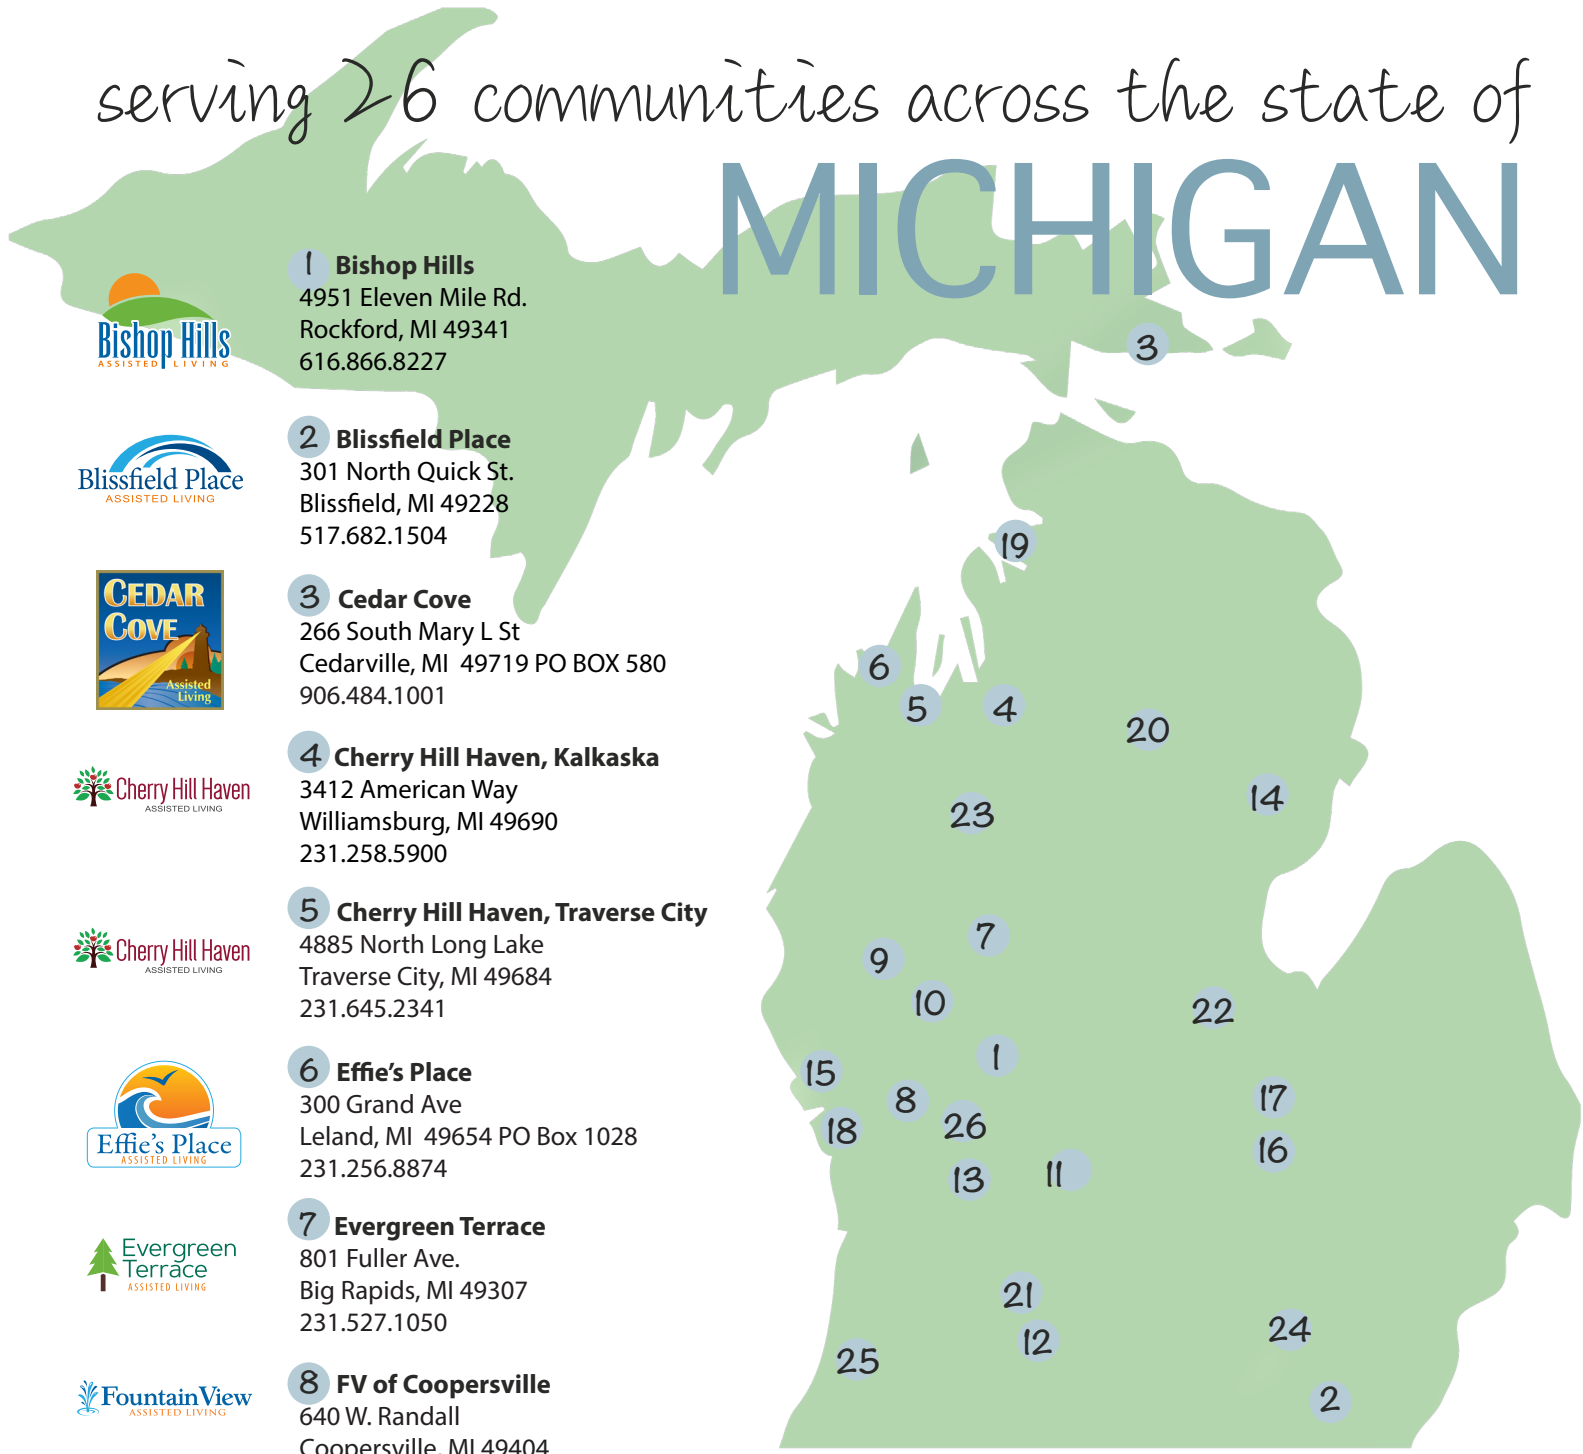 serving 26 communities across the state of
MICHIGAN
Bishop Hills
ASSISTED LIVING
1 Bishop Hills
4951 Eleven Mile Rd.
Rockford, MI 49341
616.866.8227
Blissfield Place
ASSISTED LIVING
2 Blissfield Place
301 North Quick St.
Blissfield, MI 49228
517.682.1504
CEDAR
COVE
Assisted
Living
3 Cedar Cove
266 South Mary L St
Cedarville, MI 49719 PO BOX 580
906.484.1001
Cherry Hill Haven
ASSISTED LIVING
4 Cherry Hill Haven, Kalkaska
3412 American Way
Williamsburg, MI 49690
231.258.5900
Cherry Hill Haven
ASSISTED LIVING
5 Cherry Hill Haven, Traverse City
4885 North Long Lake
Traverse City, MI 49684
231.645.2341
Effie's Place
ASSISTED LIVING
6 Effie's Place
300 Grand Ave
Leland, MI 49654 PO Box 1028
231.256.8874
Evergreen
Terrace
ASSISTED LIVING
7 Evergreen Terrace
801 Fuller Ave.
Big Rapids, MI 49307
231.527.1050
Fountain View
ASSISTED LIVING
8 FV of Coopersville
640 W. Randall
Coopersville, MI 49404
3
19
6
5
4
20
14
23
7
9
10
22
1
15
8
17
26
18
16
11
13
21
24
12
25
2